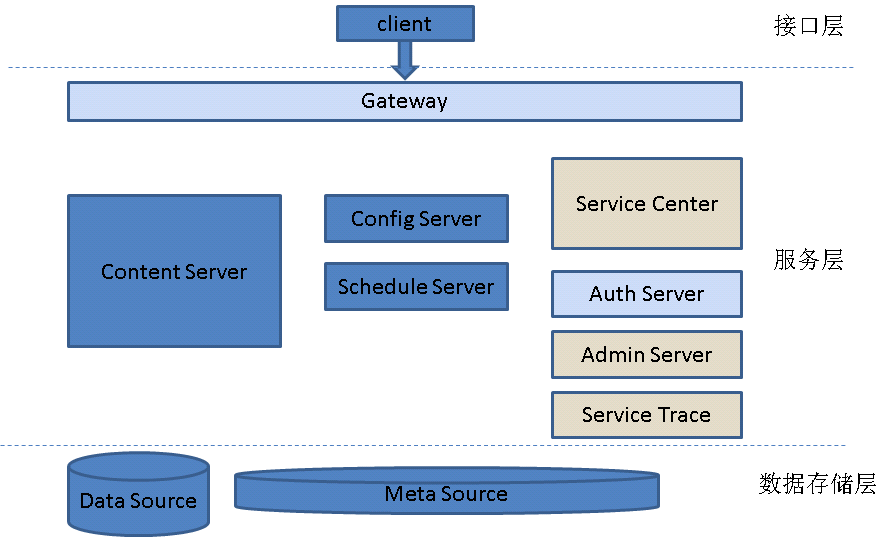 client
接口层
Gateway
Content Server
Config Server
Schedule Server
Service Center
Auth Server
Admin Server
Service Trace
服务层
Data Source
Meta Source
数据存储层